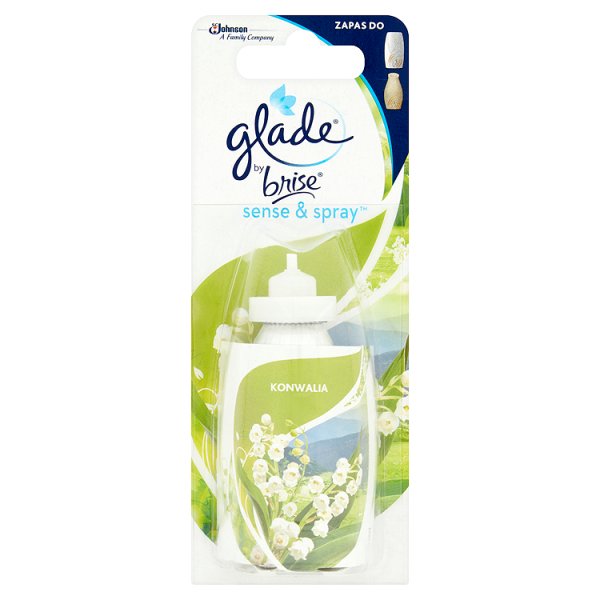 SC Johnson
A Family Company
ZAPAS DO
glade®
by
brise®
sense & spray™
KONWALIA